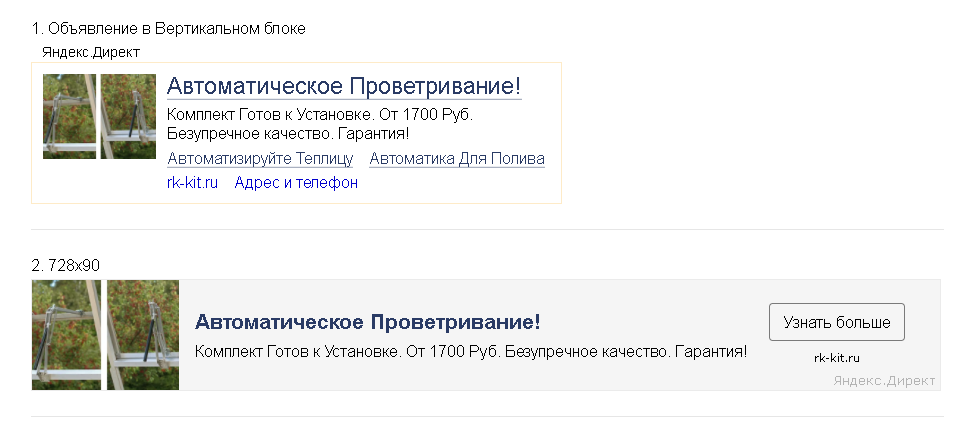 1. Объявление в Вертикальном блоке
Яндекс.Директ
Автоматическое Проветривание!
Комплект Готов к Установке. От 1700 Руб.
Безупречное качество. Гарантия!
Автоматизируйте Теплицу Автоматика Для Полива
rk-kit.ru Адрес и телефон
2. 728x90
Автоматическое Проветривание!
Узнать больше
Комплект Готов к Установке. От 1700 Руб. Безупречное качество. Гарантия!
rk-kit.ru
Яндекс.Директ